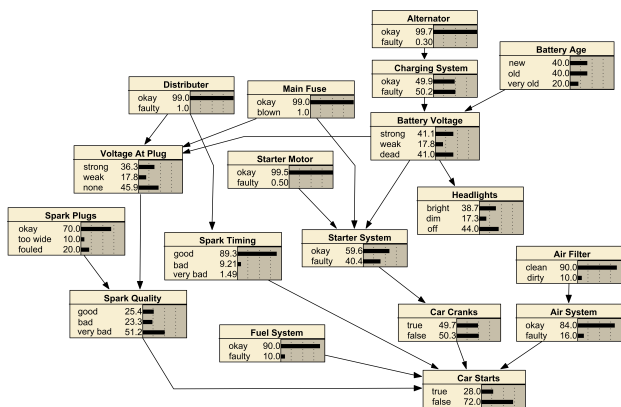 Alternator
okay 99.7
faulty 0.30
Battery Age
new 40.0
old 40.0
very old 20.0
Charging System
okay 49.9
faulty 50.2
Distributer
okay 99.0
faulty 1.0
Main Fuse
okay 99.0
blown 1.0
Battery Voltage
strong 41.1
weak 17.8
dead 41.0
Voltage At Plug
strong 36.3
weak 17.8
none 45.9
Starter Motor
okay 99.5
faulty 0.50
Headlights
bright 38.7
dim 17.3
off 44.0
Spark Plugs
okay 70.0
too wide 10.0
fouled 20.0
Spark Timing
good 89.3
bad 9.21
very bad 1.49
Starter System
okay 59.6
faulty 40.4
Air Filter
clean 90.0
dirty 10.0
Spark Quality
good 25.4
bad 23.3
very bad 51.2
Car Cranks
true 49.7
false 50.3
Air System
okay 84.0
faulty 16.0
Fuel System
okay 90.0
faulty 10.0
Car Starts
true 28.0
false 72.0